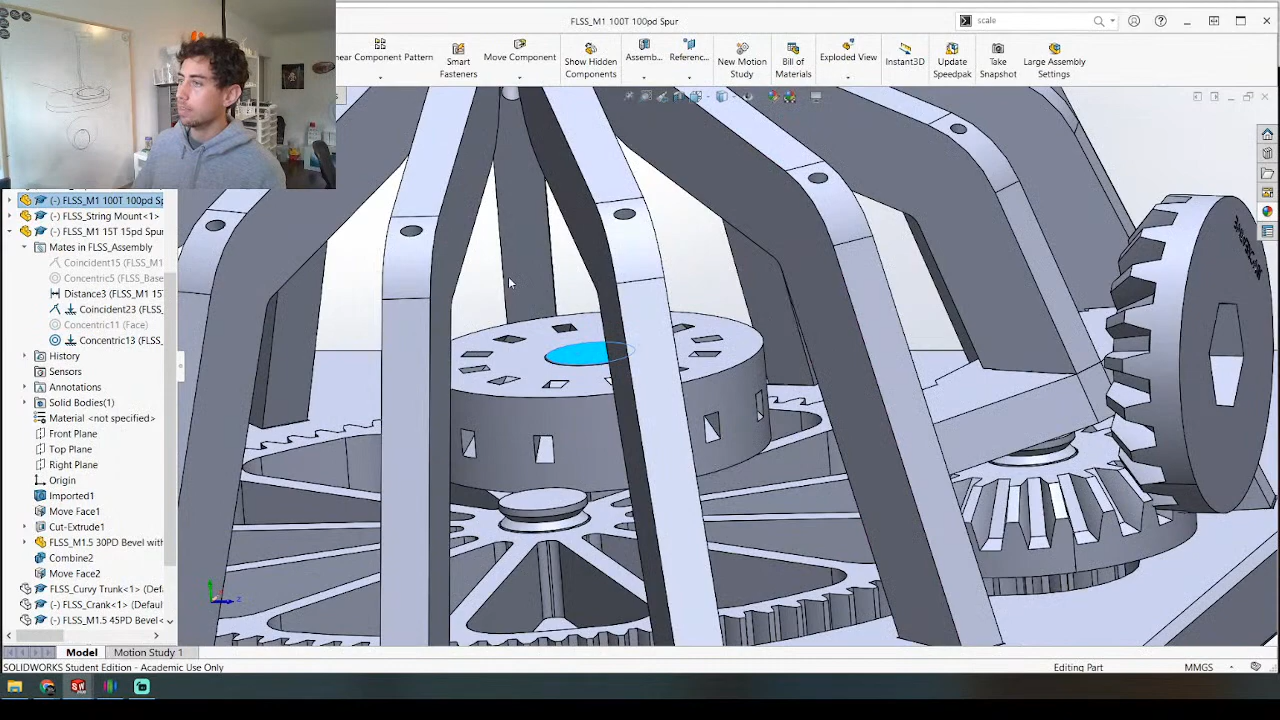 FLSS_M1 100T 100pd Spur
scale
near Component Pattern
Smart
Fasteners
Move Component
Show Hidden
Components
Assemb...
Referenc...
New Motion
Study
Bill of
Materials
Exploded View
Instant3D
Update
Speedpak
Take
Snapshot
Large Assembly
Settings
(-) FLSS_M1 100T 100pd Sp
(-) FLSS_String Mount<1>
(-) FLSS_M1 15T 15pd Spur
Mates in FLSS_Assembly
Coincident15 (FLSS_M1
Concentric5 (FLSS_Base
Distance3 (FLSS_M1 15
Coincident23 (FLSS_
Concentric11 (Face)
Concentric13 (FLSS_
History
Sensors
Annotations
Solid Bodies(1)
Material <not specified>
Front Plane
Top Plane
Right Plane
Origin
Imported1
Move Face1
Cut-Extrude1
FLSS_M1.5 30PD Bevel with
Combine2
Move Face2
FLSS_Curvy Trunk<1> (Defa
FLSS_Crank<1> (Default
FLSS_M1.5 45PD Bevel<
z
Model
Motion Study 1
SOLIDWORKS Student Edition - Academic Use Only
Editing Part
MMGS